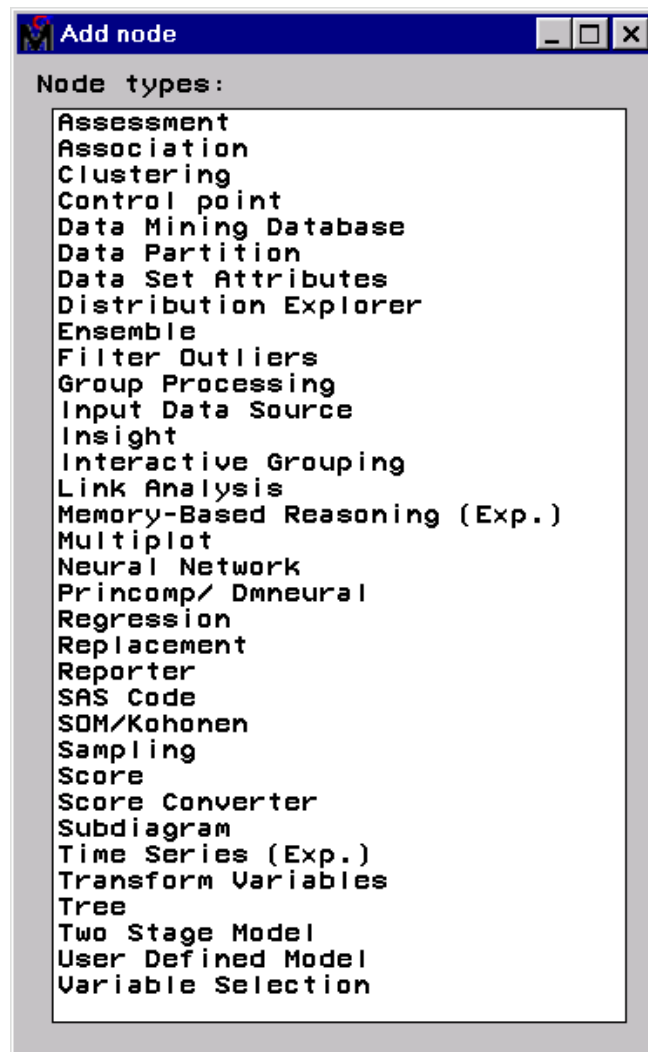 Add node
Node types:
Assessment
Association
Clustering
Control point
Data Mining Database
Data Partition
Data Set Attributes
Distribution Explorer
Ensemble
Filter Outliers
Group Processing
Input Data Source
Insight
Interactive Grouping
Link Analysis
Memory-Based Reasoning (Exp.)
Multiplot
Neural Network
Princomp/ Dmneural
Regression
Replacement
Reporter
SAS Code
SOM/Kohonen
Sampling
Score
Score Converter
Subdiagram
Time Series (Exp.)
Transform Variables
Tree
Two Stage Model
User Defined Model
Variable Selection